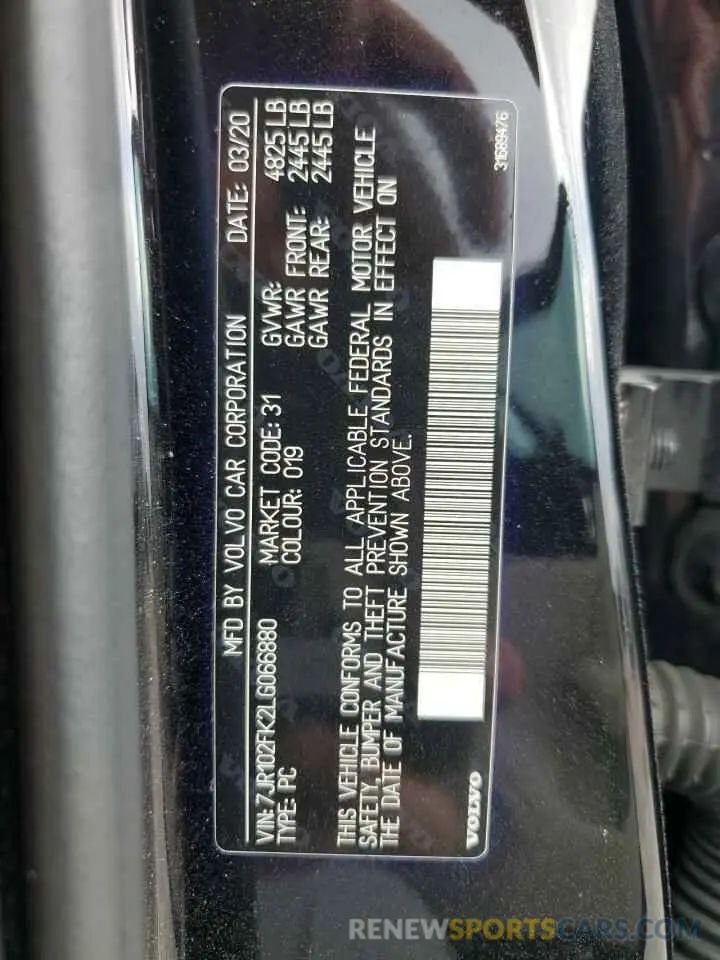 MFD BY VOLVO CAR CORPORATION DATE: 03/20
VIN: 7JR102FK2LG066880 MARKET CODE: 31 GVWR: 4825 LB
TYPE: PC COLOUR: 019 GAWR FRONT: 2445 LB
GAWR REAR: 2445 LB
THIS VEHICLE CONFORMS TO ALL APPLICABLE FEDERAL MOTOR VEHICLE
SAFETY, BUMPER AND THEFT PREVENTION STANDARDS IN EFFECT ON
THE DATE OF MANUFACTURE SHOWN ABOVE.
VOLVO
31689476
RENEWSPORTSCARS.COM